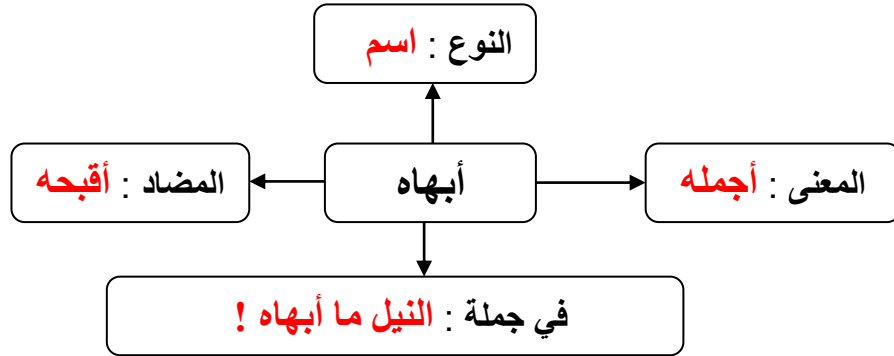 النوع : اسم
المعنى : أجمله
أبهاه
المضاد : أقبحه
في جملة : النيل ما أبهاه !